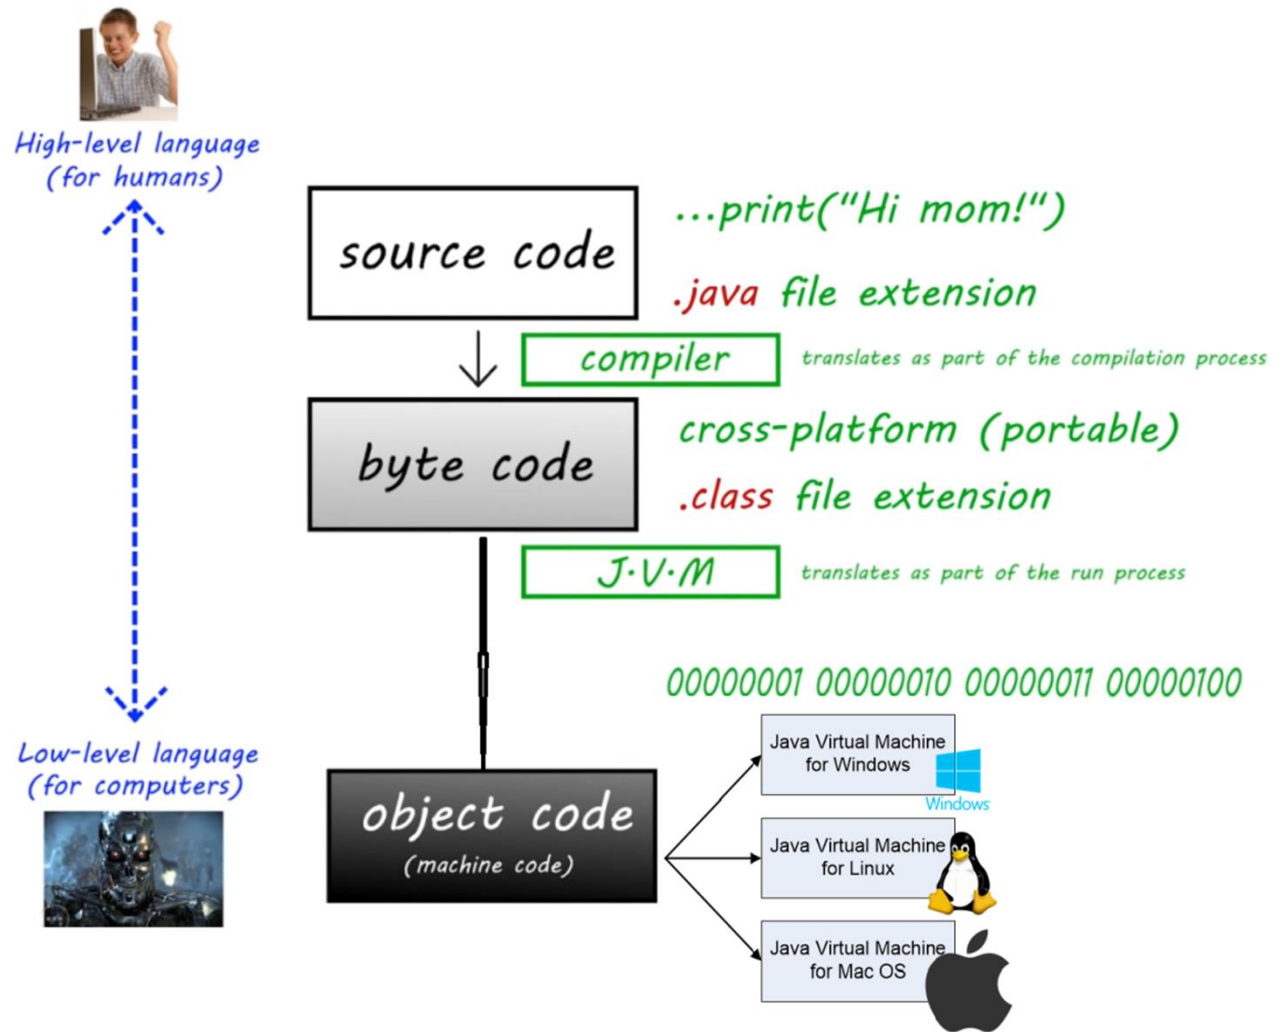 High-level language
(for humans)
source code
...print("Hi mom!")
.java file extension
compiler
translates as part of the compilation process
byte code
cross-platform (portable)
.class file extension
J.V.M
translates as part of the run process
00000001 00000010 00000011 00000100
Low-level language
(for computers)
object code
(machine code)
Java Virtual Machine
for Windows
Windows
Java Virtual Machine
for Linux
Java Virtual Machine
for Mac OS